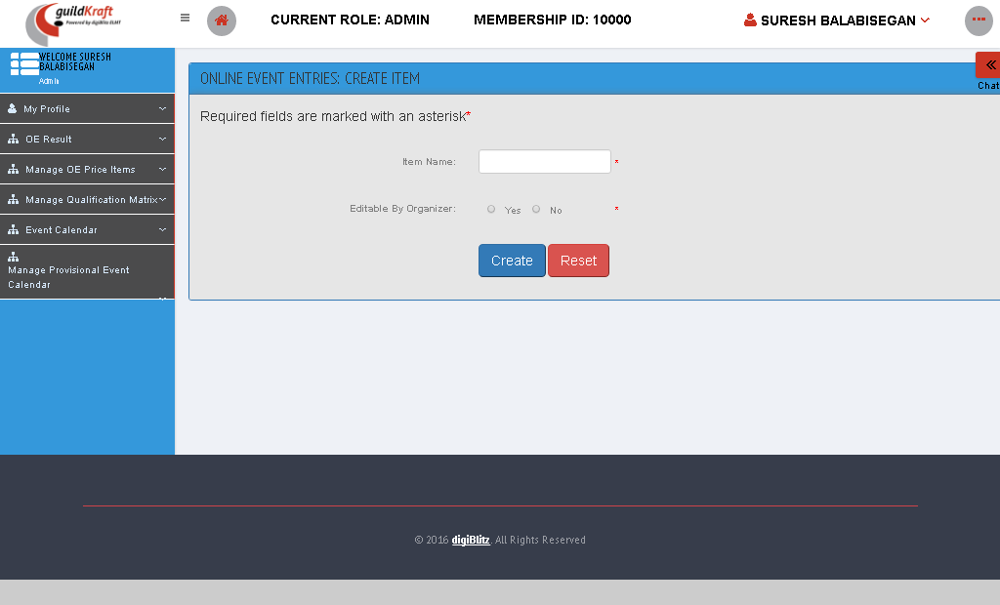 guildKraft
Powered by digiBlitz ELMT
CURRENT ROLE: ADMIN
MEMBERSHIP ID: 10000
SURESH BALABISEGAN
WELCOME SURESH
BALABISEGAN
Admin
My Profile
OE Result
Manage OE Price Items
Manage Qualification Matrix
Event Calendar
Manage Provisional Event
Calendar
ONLINE EVENT ENTRIES: CREATE ITEM
Chat
Required fields are marked with an asterisk*
Item Name: *
Editable By Organizer: Yes No *
Create Reset
© 2016 digiBlitz. All Rights Reserved